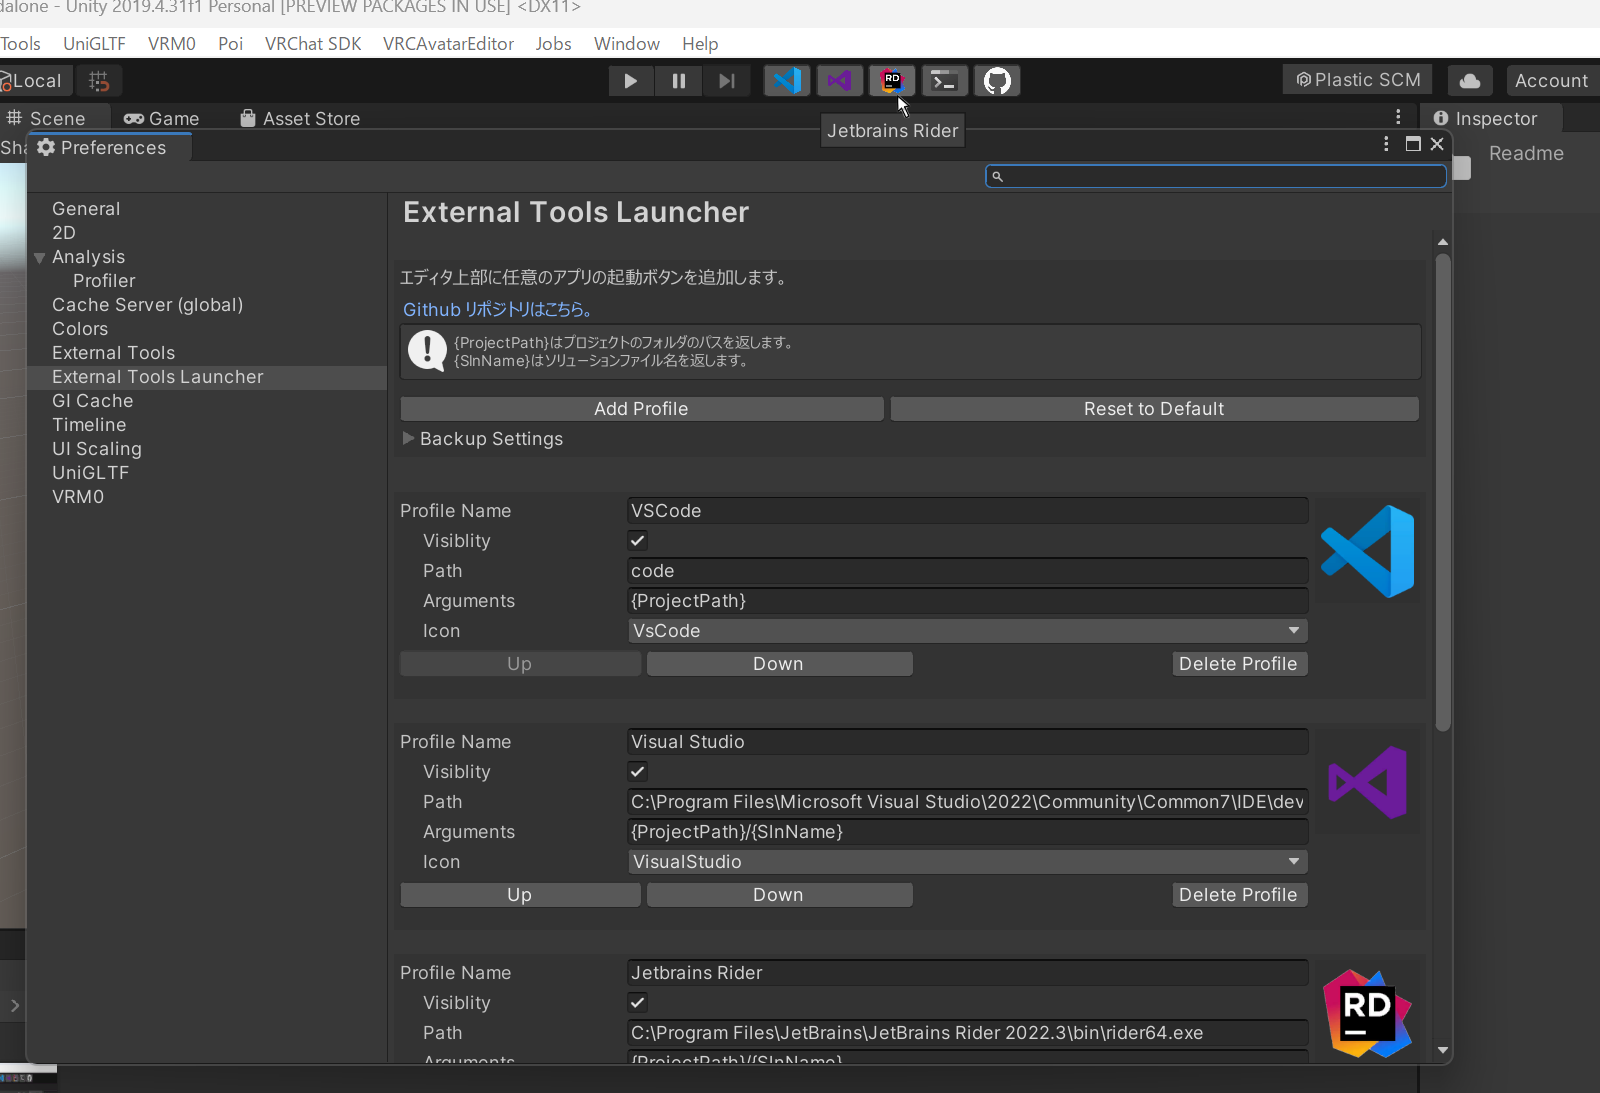 dalone - Unity 2019.4.31f1 Personal [PREVIEW PACKAGES IN USE] <DX11>
Tools UniGLTF VRM0 Poi VRChat SDK VRCAvatarEditor Jobs Window Help
Local RD Plastic SCM Account
Scene Game Asset Store Inspector
Jetbrains Rider
Sha Preferences Readme
General
2D
Analysis
Profiler
Cache Server (global)
Colors
External Tools
External Tools Launcher
GI Cache
Timeline
UI Scaling
UniGLTF
VRM0
External Tools Launcher
エディタ上部に任意のアプリの起動ボタンを追加します。
Github リポジトリはこちら。
{ProjectPath}はプロジェクトのフォルダのパスを返します。
{SlnName}はソリューションファイル名を返します。
Add Profile Reset to Default
Backup Settings
Profile Name VSCode
Visiblity
Path code
Arguments {ProjectPath}
Icon VsCode
Up Down Delete Profile
Profile Name Visual Studio
Visiblity
Path C:\Program Files\Microsoft Visual Studio\2022\Community\Common7\IDE\dev
Arguments {ProjectPath}/{SlnName}
Icon VisualStudio
Up Down Delete Profile
Profile Name Jetbrains Rider
Visiblity
RD
Path C:\Program Files\JetBrains\JetBrains Rider 2022.3\bin\rider64.exe
Arguments {ProjectPath}/{SlnName}